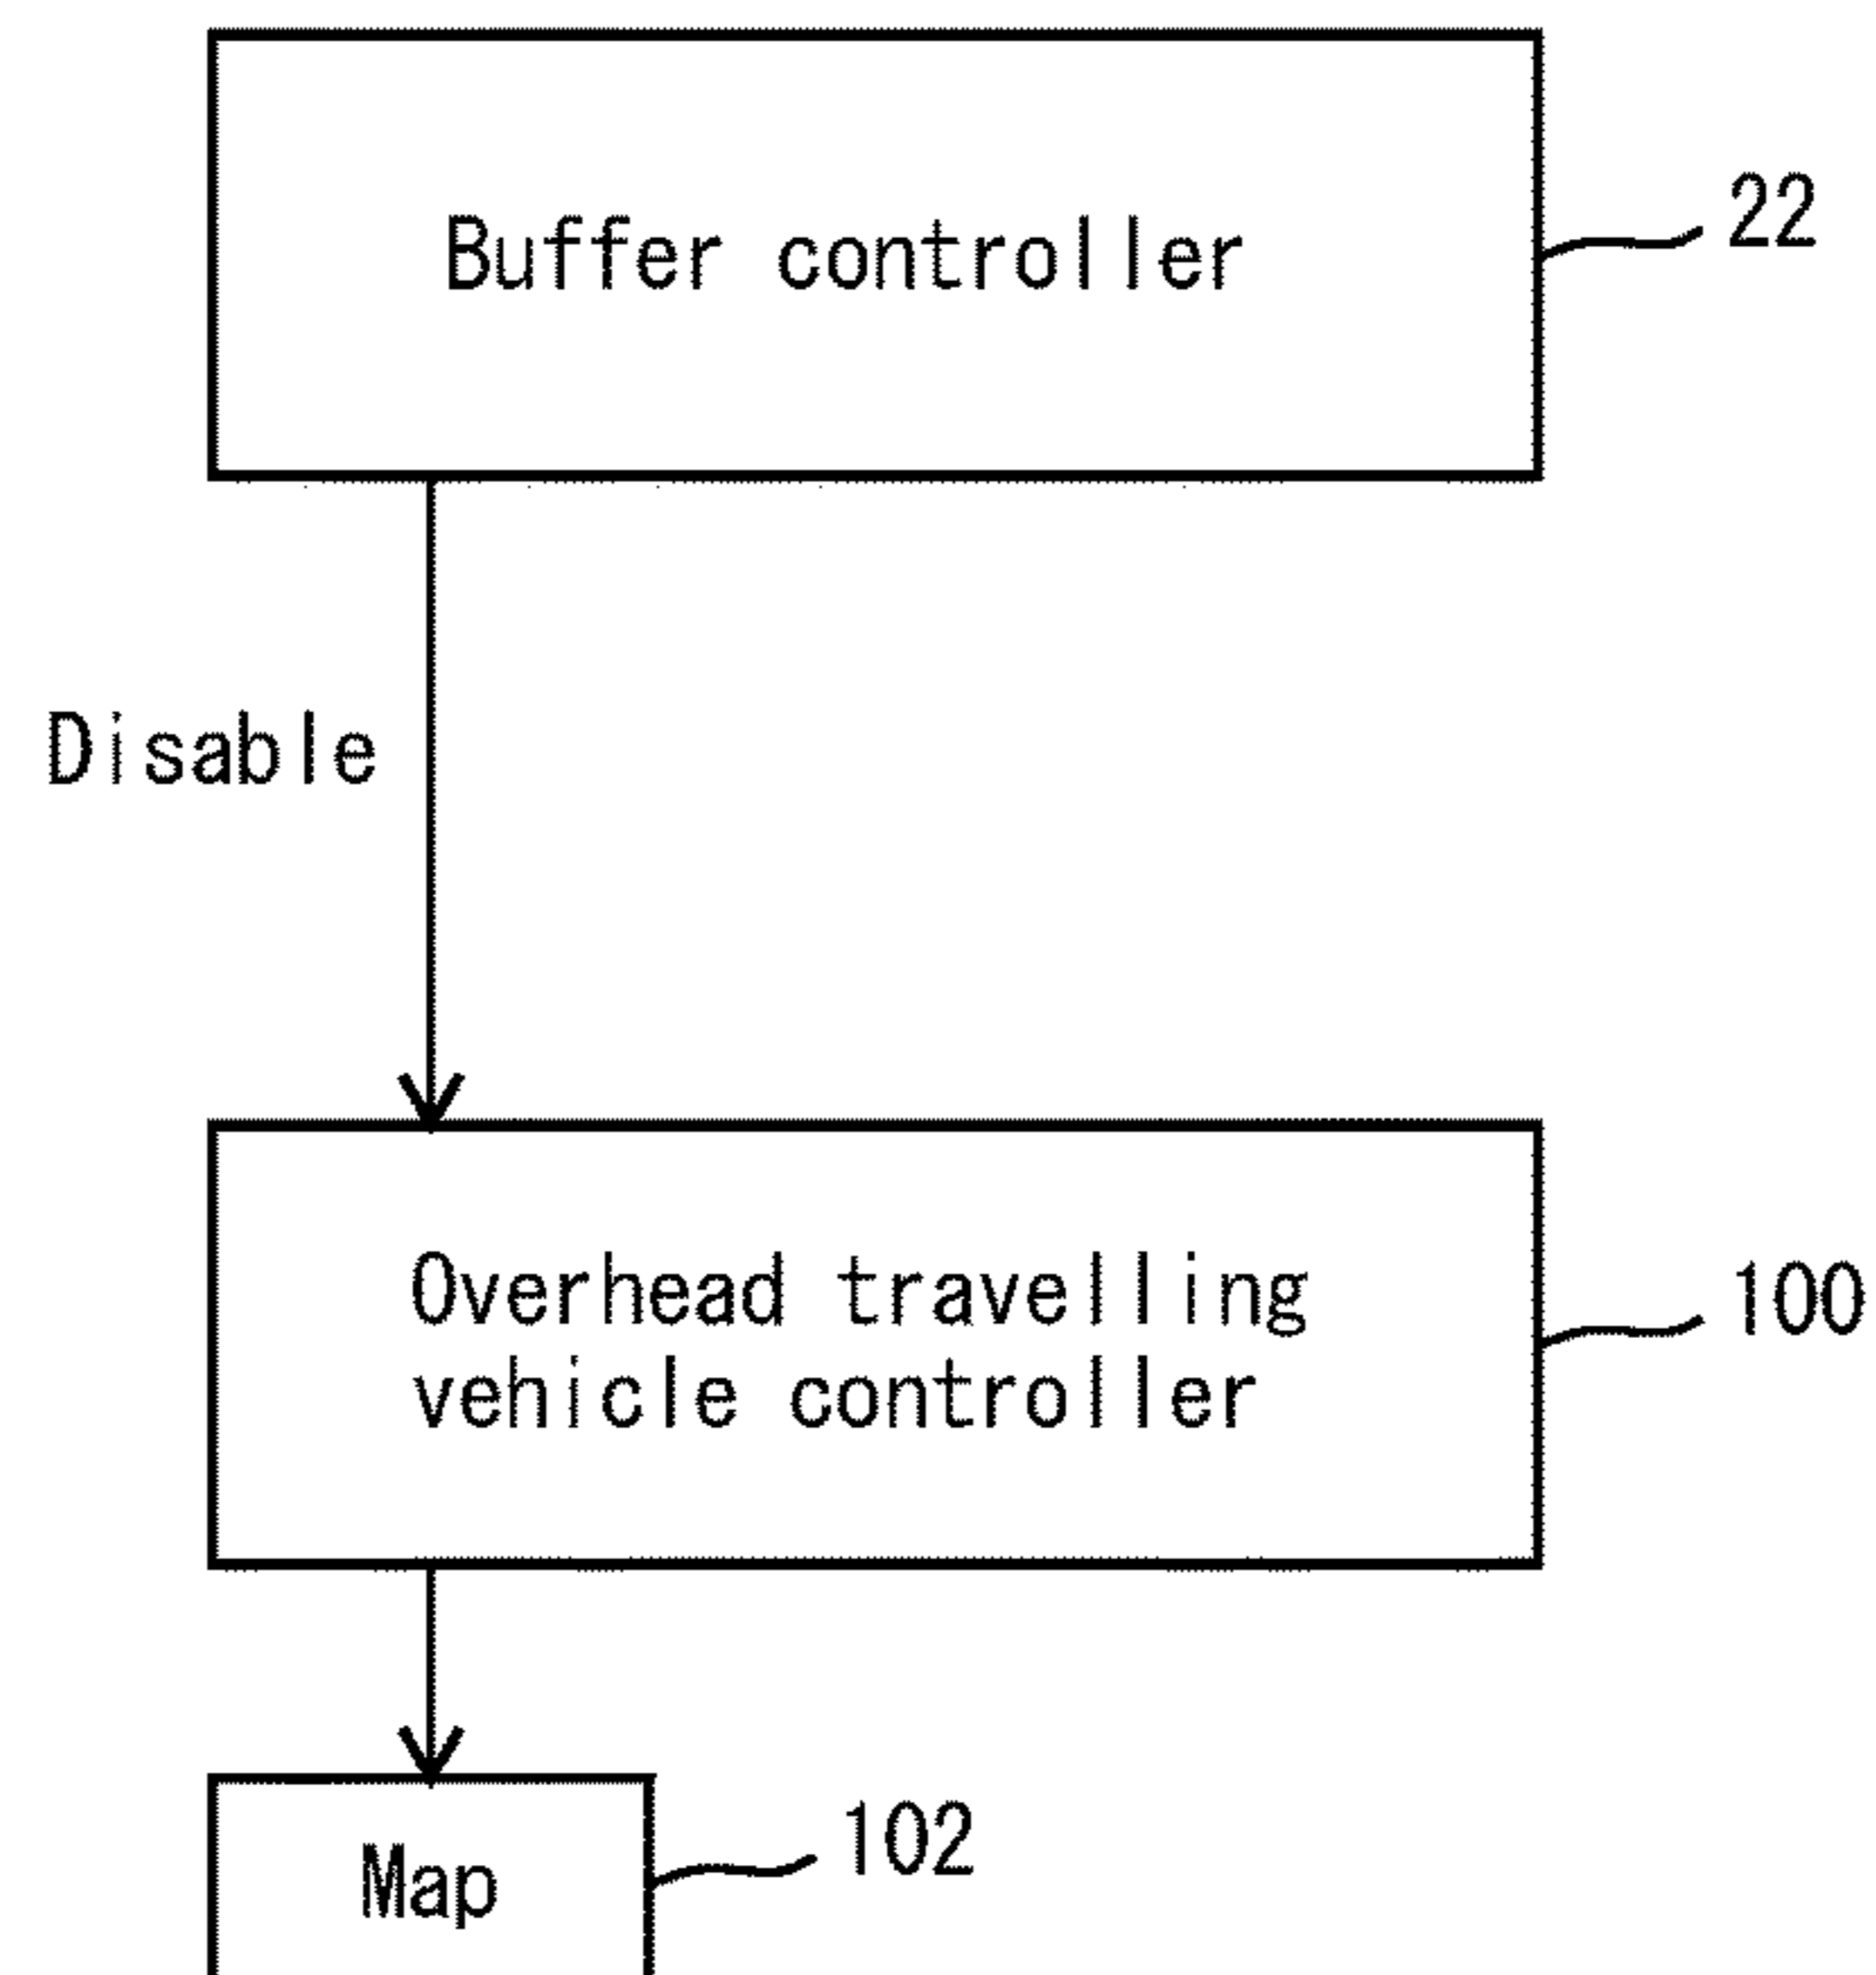 Buffer controller
22
Disable
Overhead travelling
vehicle controller
100
Map
102